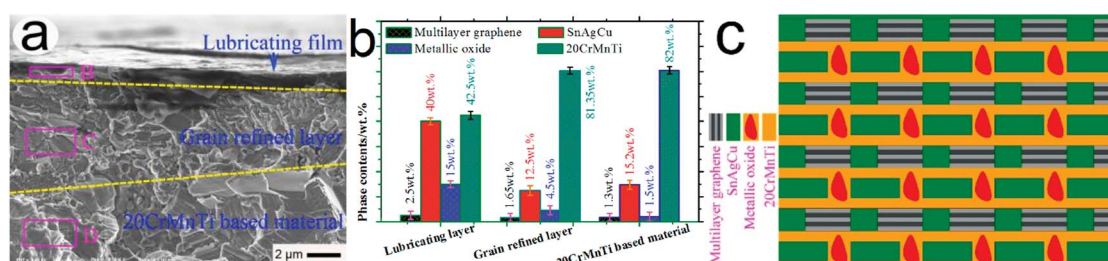 a
Lubricating film
B
C
Grain refined layer
20CrMnTi based material
D
2 μm
b
Multilayer graphene
SnAgCu
Metallic oxide
20CrMnTi
Phase contents/wt.%
2.5wt.%
40wt.%
15wt.%
42.5wt.%
1.65wt.%
12.5wt.%
4.5wt.%
81.35wt.%
1.3wt.%
15.2wt.%
1.5wt.%
82wt.%
Lubricating layer
Grain refined layer
20CrMnTi based material
c
Multilayer graphene
SnAgCu
Metallic oxide
20CrMnTi